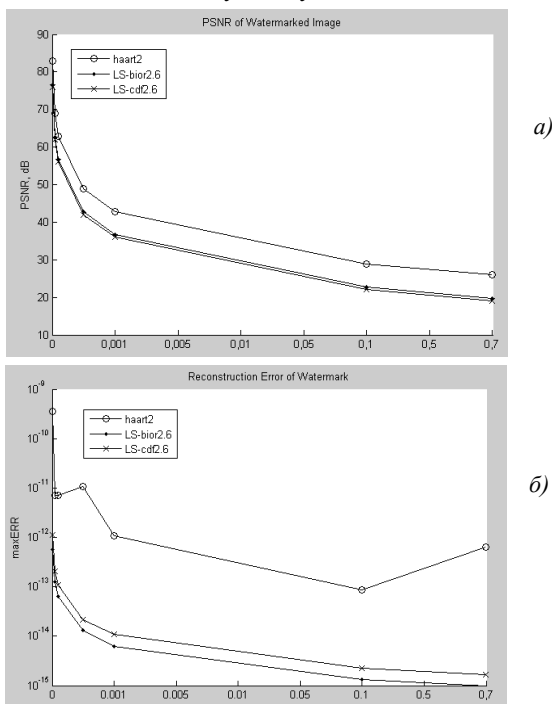 PSNR of Watermarked Image
90
80
70
60
50
40
30
20
10
PSNR, dB
haart2
LS-bior2.6
LS-cdf2.6
0 0,001 0,005 0,01 0,05 0,1 0,5 0,7
а)
Reconstruction Error of Watermark
10^-9
10^-10
10^-11
10^-12
10^-13
10^-14
10^-15
maxERR
haart2
LS-bior2.6
LS-cdf2.6
0 0.001 0.005 0.01 0.05 0.1 0.5 0,7
б)